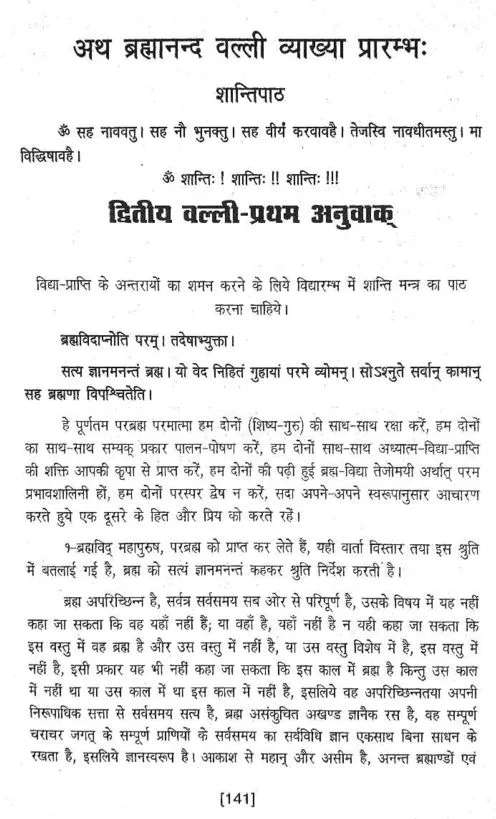 अथ ब्रह्मानन्द वल्ली व्याख्या प्रारम्भः
शान्तिपाठ
ॐ सह नाववतु। सह नौ भुनक्तु। सह वीर्यं करवावहै। तेजस्वि नावधीतमस्तु। मा
विद्धिषावहै।
ॐ शान्तिः ! शान्तिः !! शान्तिः !!!
द्वितीय वल्ली-प्रथम अनुवाक्
विद्या-प्राप्ति के अन्तरायों का शमन करने के लिये विद्यारम्भ में शान्ति मन्त्र का पाठ
करना चाहिये।
ब्रह्मविदाप्नोति परम्। तदेषाभ्युक्ता।
सत्य ज्ञानमनन्तं ब्रह्म। यो वेद निहितं गुहायां परमे व्योमन्। सोऽश्नुते सर्वान् कामान्
सह ब्रह्मणा विपश्चितेति।
हे पूर्णतम परब्रह्म परमात्मा हम दोनों (शिष्य-गुरु) की साथ-साथ रक्षा करें, हम दोनों
का साथ-साथ सम्यक् प्रकार पालन-पोषण करें, हम दोनों साथ-साथ अध्यात्म-विद्या-प्राप्ति
की शक्ति आपकी कृपा से प्राप्त करें, हम दोनों की पढ़ी हुई ब्रह्म-विद्या तेजोमयी अर्थात् परम
प्रभावशालिनी हों, हम दोनों परस्पर द्वेष न करें, सदा अपने-अपने स्वरूपानुसार आचारण
करते हुये एक दूसरे के हित और प्रिय को करते रहें।
१-ब्रह्मविद् महापुरुष, परब्रह्म को प्राप्त कर लेते हैं, यही वार्ता विस्तार तया इस श्रुति
में बतलाई गई है, ब्रह्म को सत्यं ज्ञानमनन्तं कहकर श्रुति निर्देश करती है।
ब्रह्म अपरिच्छिन्न है, सर्वत्र सर्वसमय सब ओर से परिपूर्ण है, उसके विषय में यह नहीं
कहा जा सकता कि वह यहाँ नहीं हैं; या वहाँ है, यहाँ नहीं है न यही कहा जा सकता कि
इस वस्तु में वह ब्रह्म है और उस वस्तु में नहीं है, या उस वस्तु विशेष में है, इस वस्तु में
नहीं है, इसी प्रकार यह भी नहीं कहा जा सकता कि इस काल में ब्रह्म है किन्तु उस काल
में नहीं था या उस काल में था इस काल में नहीं है, इसलिये वह अपरिच्छिन्नतया अपनी
निरूपाधिक सत्ता से सर्वसमय सत्य है, ब्रह्म असंकुचित अखण्ड ज्ञानैक रस है, वह सम्पूर्ण
चराचर जगत् के सम्पूर्ण प्राणियों के सर्वसमय का सर्वविधि ज्ञान एकसाथ बिना साधन के
रखता है, इसलिये ज्ञानस्वरूप है। आकाश से महान् और असीम है, अनन्त ब्रह्माण्डों एवं
[141]